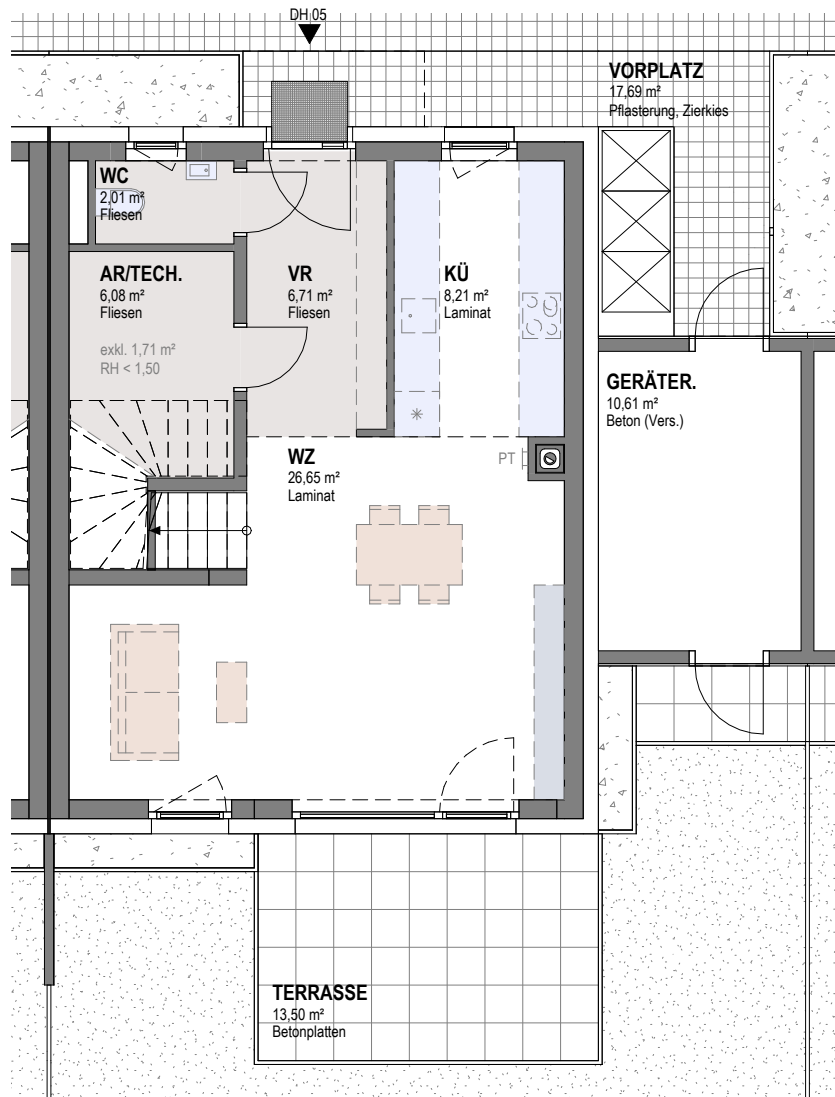 DH 05
VORPLATZ
17,69 m²
Pflasterung, Zierkies
WC
2,01 m²
Fliesen
AR/TECH.
6,08 m²
Fliesen
exkl. 1,71 m²
RH < 1,50
VR
6,71 m²
Fliesen
KÜ
8,21 m²
Laminat
GERÄTER.
10,61 m²
Beton (Vers.)
WZ
26,65 m²
Laminat
PT
TERRASSE
13,50 m²
Betonplatten